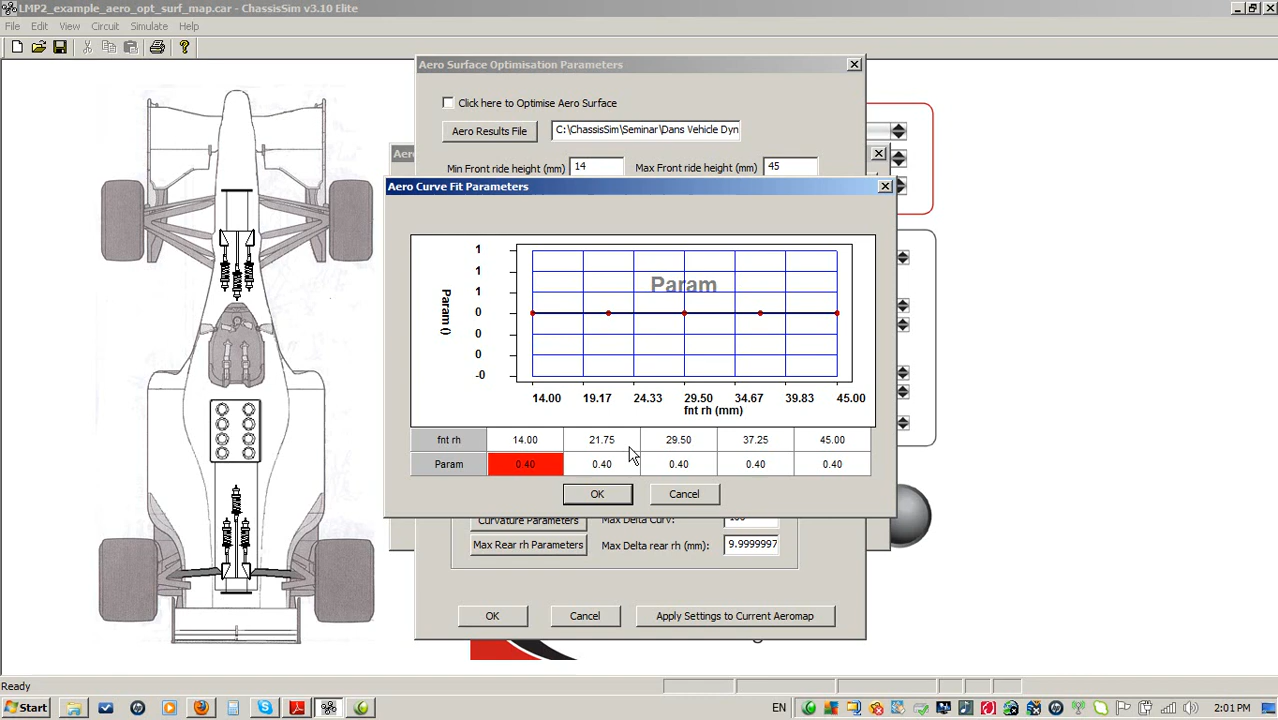 LMP2_example_aero_opt_surf_map.car - ChassisSim v3.10 Elite
File Edit View Circuit Simulate Help
Aero Surface Optimisation Parameters
Click here to Optimise Aero Surface
Aero Results File C:\ChassisSim\Seminar\Dans Vehicle Dyn
Min Front ride height (mm) 14 Max Front ride height (mm) 45
Aero Curve Fit Parameters
Param
Param ()
1
1
1
0
0
0
-0
14.00 19.17 24.33 29.50 34.67 39.83 45.00
fnt rh (mm)
fnt rh 14.00 21.75 29.50 37.25 45.00
Param 0.40 0.40 0.40 0.40 0.40
OK Cancel
Curvature Parameters Max Delta Curv:
Max Rear rh Parameters Max Delta rear rh (mm): 9.9999997
OK Cancel Apply Settings to Current Aeromap
Ready
Start EN 2:01 PM